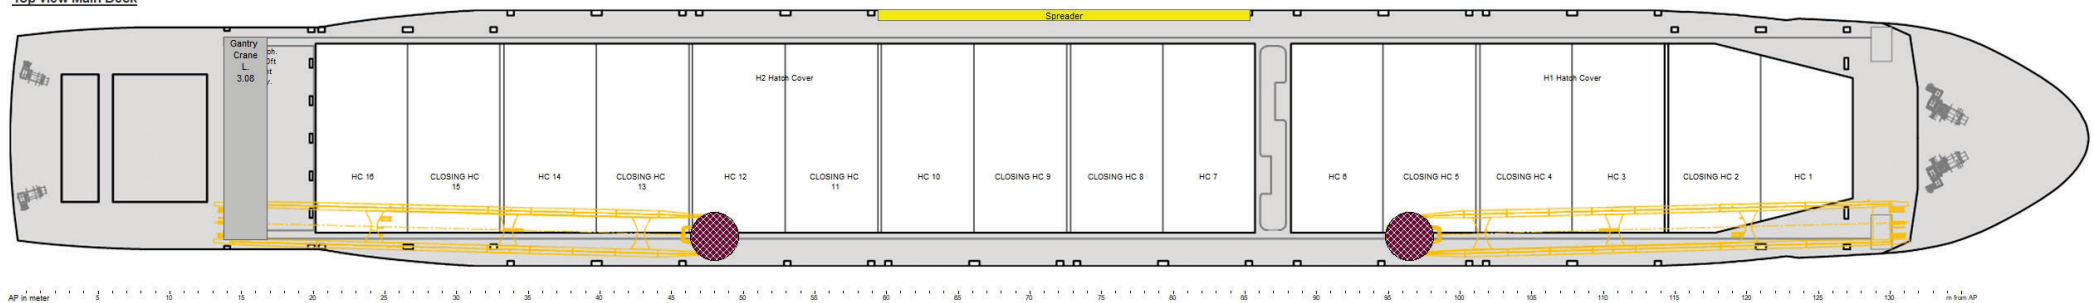 Top view Main Deck
Spreader
Gantry
Crane
L.
3.08
H2 Hatch Cover
H1 Hatch Cover
HC 16
CLOSING HC
15
HC 14
CLOSING HC
13
HC 12
CLOSING HC
11
HC 10
CLOSING HC 9
CLOSING HC 8
HC 7
HC 6
CLOSING HC 5
CLOSING HC 4
HC 3
CLOSING HC 2
HC 1
AP in meter 5 10 15 20 25 30 35 40 45 50 55 60 65 70 75 80 85 90 95 100 105 110 115 120 125 130 m from AP